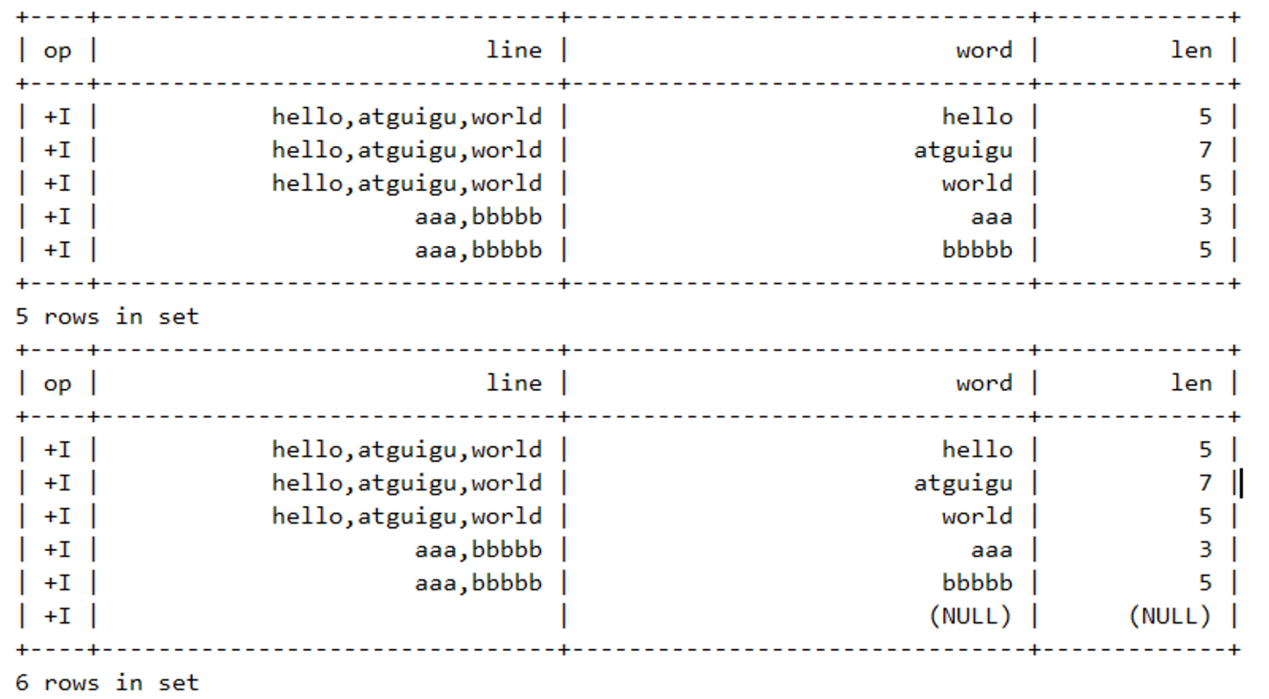 +----+--------------------------------+--------------------------------+-------------+
| op |                           line |                           word |         len |
+----+--------------------------------+--------------------------------+-------------+
| +I |            hello,atguigu,world |                          hello |           5 |
| +I |            hello,atguigu,world |                        atguigu |           7 |
| +I |            hello,atguigu,world |                          world |           5 |
| +I |                      aaa,bbbbb |                            aaa |           3 |
| +I |                      aaa,bbbbb |                          bbbbb |           5 |
+----+--------------------------------+--------------------------------+-------------+
5 rows in set
+----+--------------------------------+--------------------------------+-------------+
| op |                           line |                           word |         len |
+----+--------------------------------+--------------------------------+-------------+
| +I |            hello,atguigu,world |                          hello |           5 |
| +I |            hello,atguigu,world |                        atguigu |           7 |
| +I |            hello,atguigu,world |                          world |           5 |
| +I |                      aaa,bbbbb |                            aaa |           3 |
| +I |                      aaa,bbbbb |                          bbbbb |           5 |
| +I |                                |                         (NULL) |      (NULL) |
+----+--------------------------------+--------------------------------+-------------+
6 rows in set